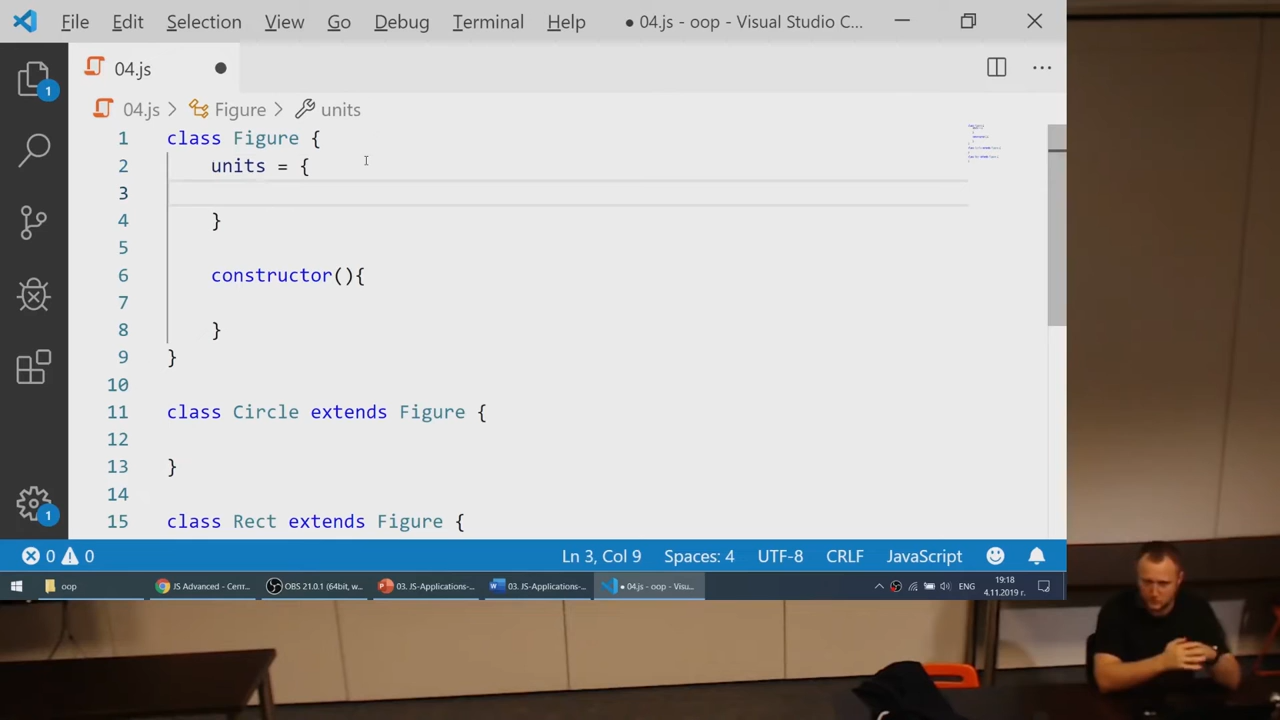 File Edit Selection View Go Debug Terminal Help ● 04.js - oop - Visual Studio C...
04.js
04.js > Figure > units
1 class Figure {
2 units = {
3
4 }
5
6 constructor(){
7
8 }
9 }
10
11 class Circle extends Figure {
12
13 }
14
15 class Rect extends Figure {
1
1
0 0 Ln 3, Col 9 Spaces: 4 UTF-8 CRLF JavaScript
oop JS Advanced - Септ... OBS 21.0.1 (64bit, w... 03. JS-Applications-... 03. JS-Applications-... ● 04.js - oop - Visu... ЕНГ 19:18
4.11.2019 г.